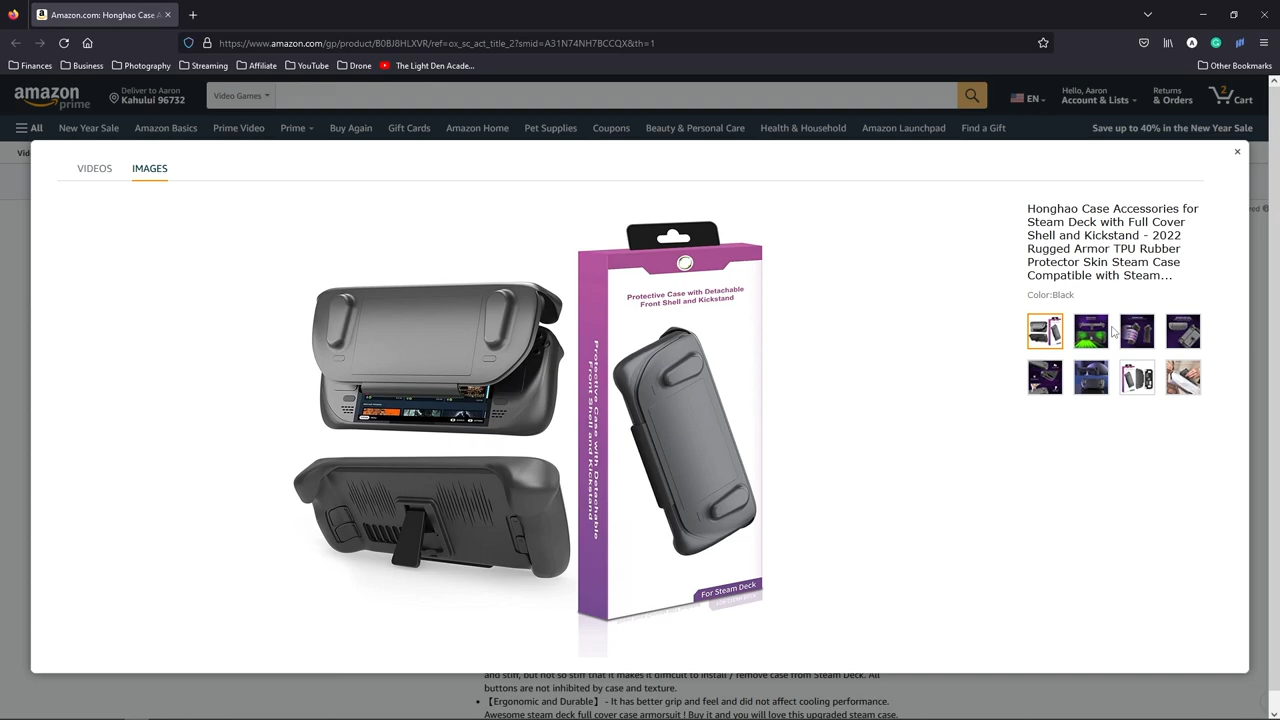 Amazon.com: Honghao Case A
https://www.amazon.com/gp/product/B0BJ8HLXVR/ref=ox_sc_act_title_2?smid=A31N74NH7BCCQX&th=1
Finances
Business
Photography
Streaming
Affiliate
YouTube
Drone
The Light Den Acade...
Other Bookmarks
amazon
prime
Deliver to Aaron
Kahului 96732
Video Games
EN
Hello, Aaron
Account & Lists
Returns
& Orders
2
Cart
All
New Year Sale
Amazon Basics
Prime Video
Prime
Buy Again
Gift Cards
Amazon Home
Pet Supplies
Coupons
Beauty & Personal Care
Health & Household
Amazon Launchpad
Find a Gift
Save up to 40% in the New Year Sale
VIDEOS
IMAGES
Honghao Case Accessories for
Steam Deck with Full Cover
Shell and Kickstand - 2022
Rugged Armor TPU Rubber
Protector Skin Steam Case
Compatible with Steam...
Color:Black
Protective Case with Detachable
Front Shell and Kickstand
Protective Case with Detachable
Front Shell and Kickstand
For Steam Deck
and stiff, but not so stiff that it makes it difficult to install / remove case from Steam Deck. All
buttons are not inhibited by case and texture.
【Ergonomic and Durable】 - It has better grip and feel and did not affect cooling performance.
Awesome steam deck full cover case armorsuit ! Buy it and you will love this upgraded steam case.